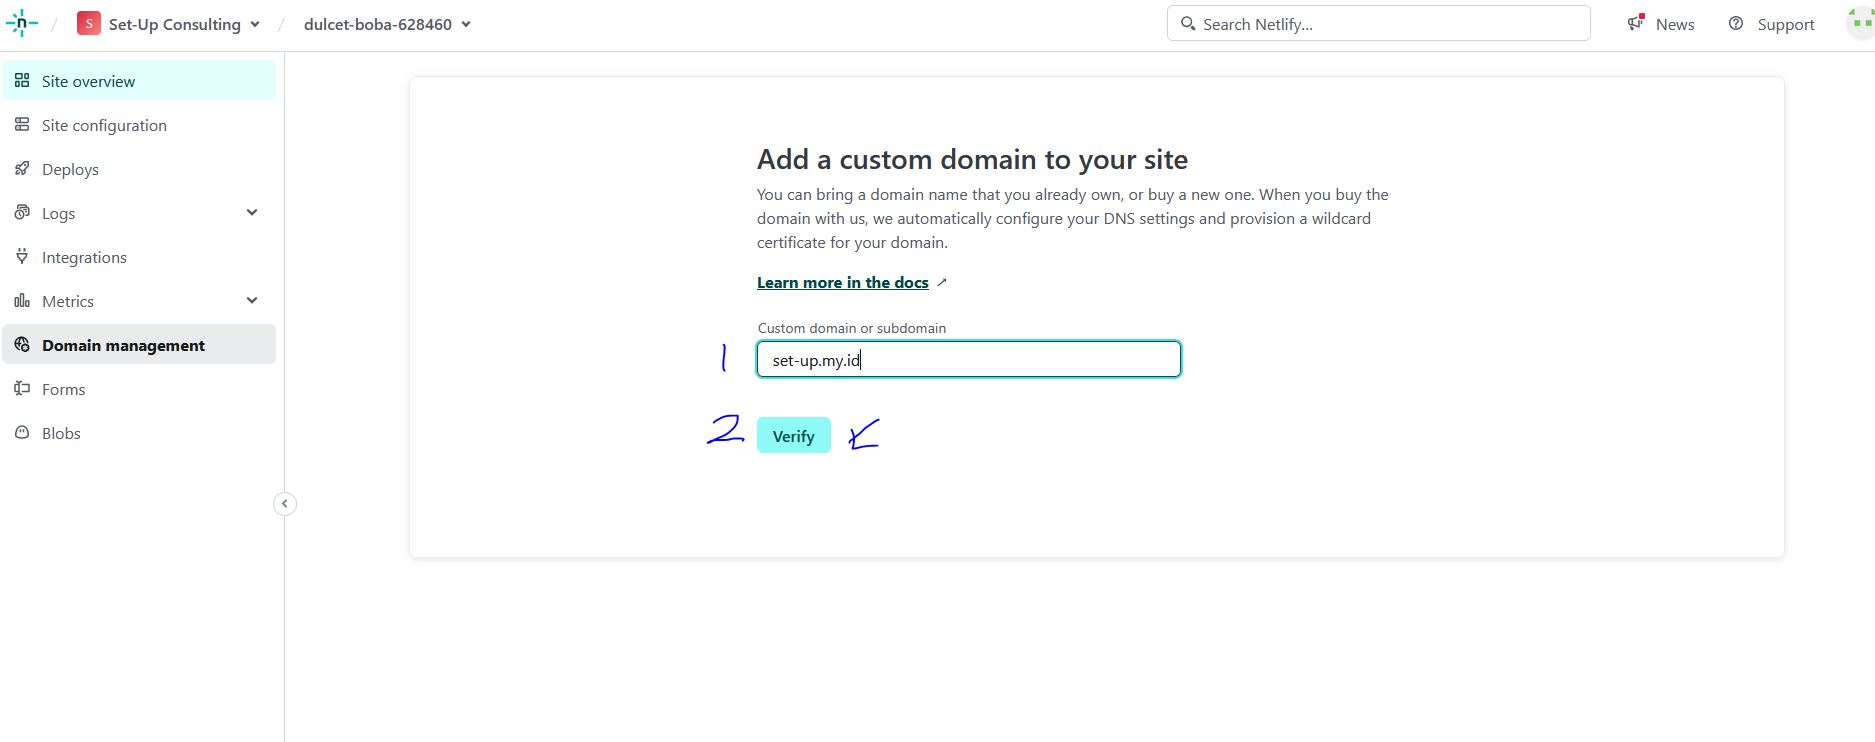 n / S Set-Up Consulting / dulcet-boba-628460
Search Netlify...
News
Support
Site overview
Site configuration
Deploys
Logs
Integrations
Metrics
Domain management
Forms
Blobs
Add a custom domain to your site
You can bring a domain name that you already own, or buy a new one. When you buy the
domain with us, we automatically configure your DNS settings and provision a wildcard
certificate for your domain.
Learn more in the docs ↗
Custom domain or subdomain
1 set-up.my.id
2 Verify